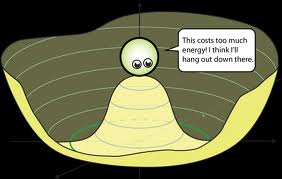 This costs too much
energy! I think I'll
hang out down there.